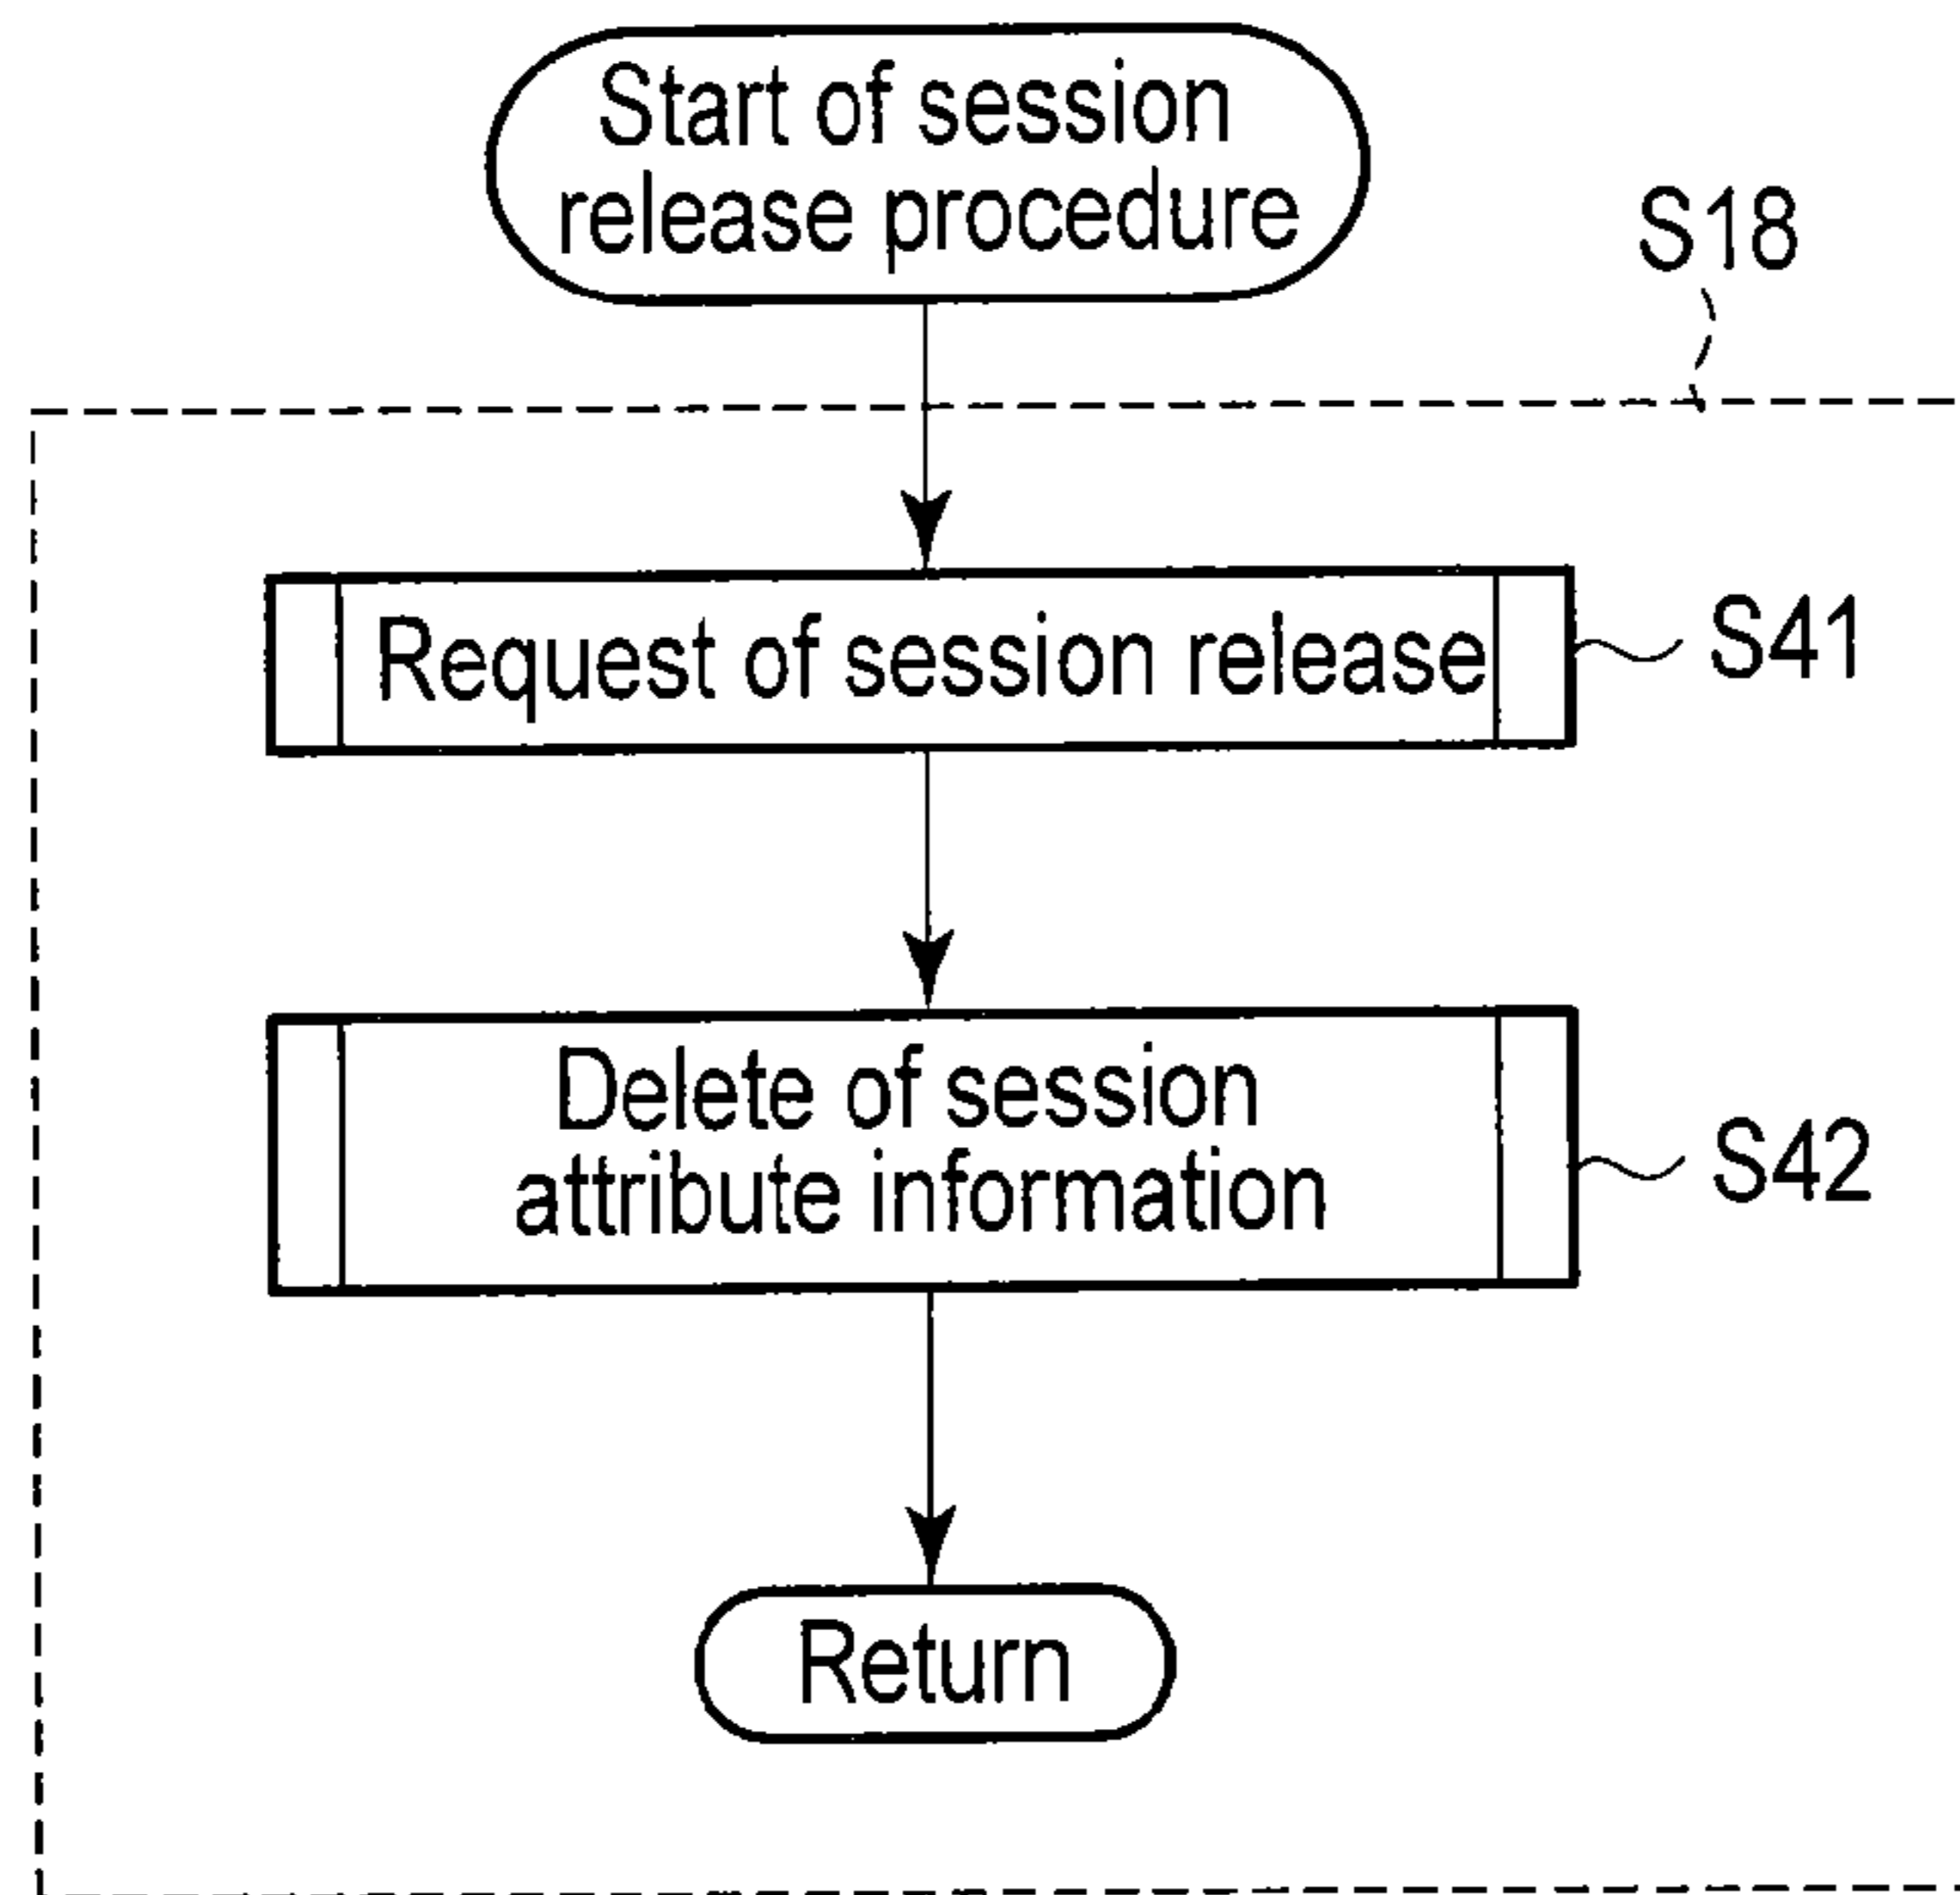 Start of session
release procedure
S18
Request of session release
S41
Delete of session
attribute information
S42
Return